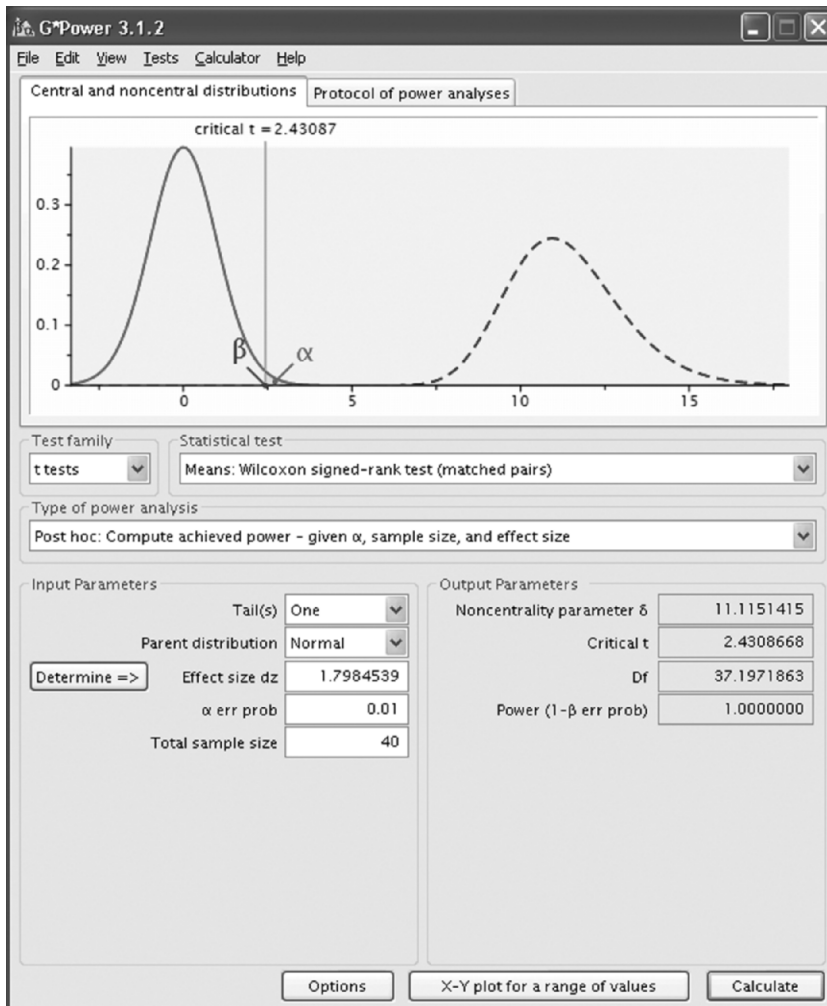 G*Power 3.1.2
File Edit View Tests Calculator Help
Central and noncentral distributions Protocol of power analyses
critical t = 2.43087
0.3
0.2
0.1
0
β α
0 5 10 15
Test family Statistical test
t tests Means: Wilcoxon signed-rank test (matched pairs)
Type of power analysis
Post hoc: Compute achieved power - given α, sample size, and effect size
Input Parameters Output Parameters
Tail(s) One Noncentrality parameter δ 11.1151415
Parent distribution Normal Critical t 2.4308668
Determine => Effect size dz 1.7984539 Df 37.1971863
α err prob 0.01 Power (1-β err prob) 1.0000000
Total sample size 40
Options X-Y plot for a range of values Calculate